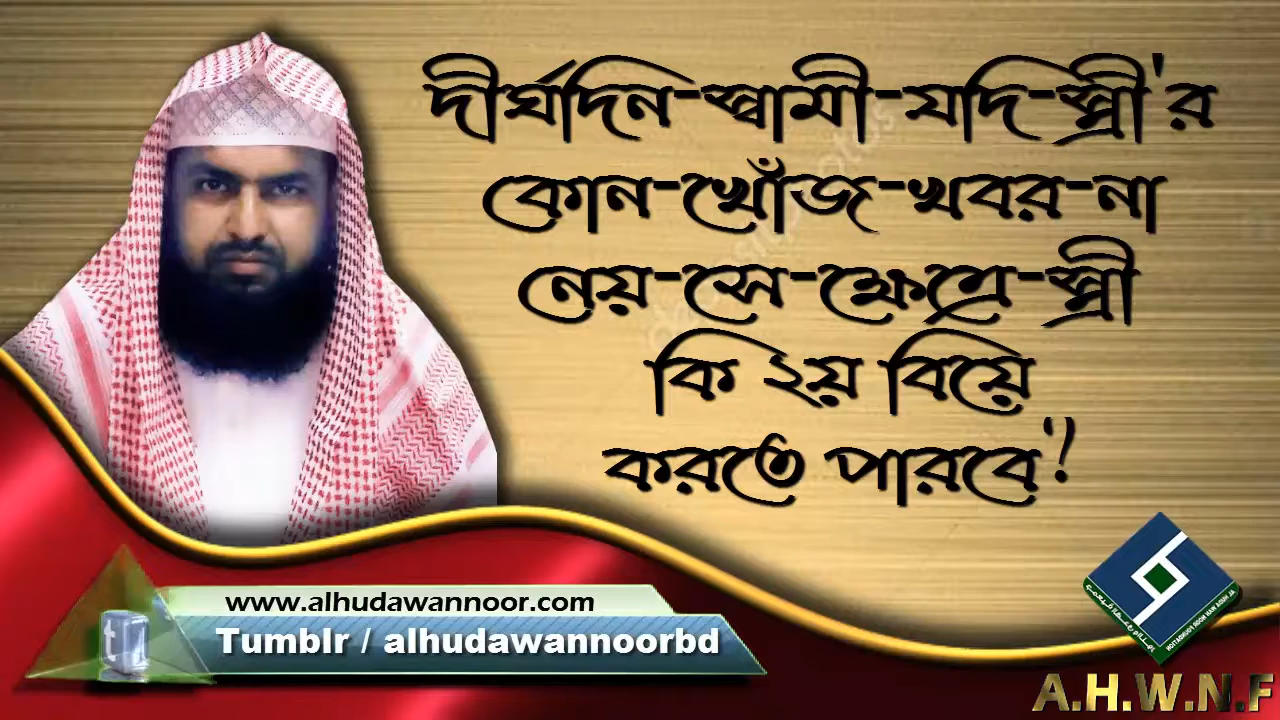 দীর্ঘদিন-স্বামী-যদি-স্ত্রী'র
কোন-খোঁজ-খবর-না
নেয়-সে-ক্ষেত্রে-স্ত্রী
কি ২য় বিয়ে
করতে পারবে'?
www.alhudawannoor.com
Tumblr / alhudawannoorbd
A.H.W.N.F